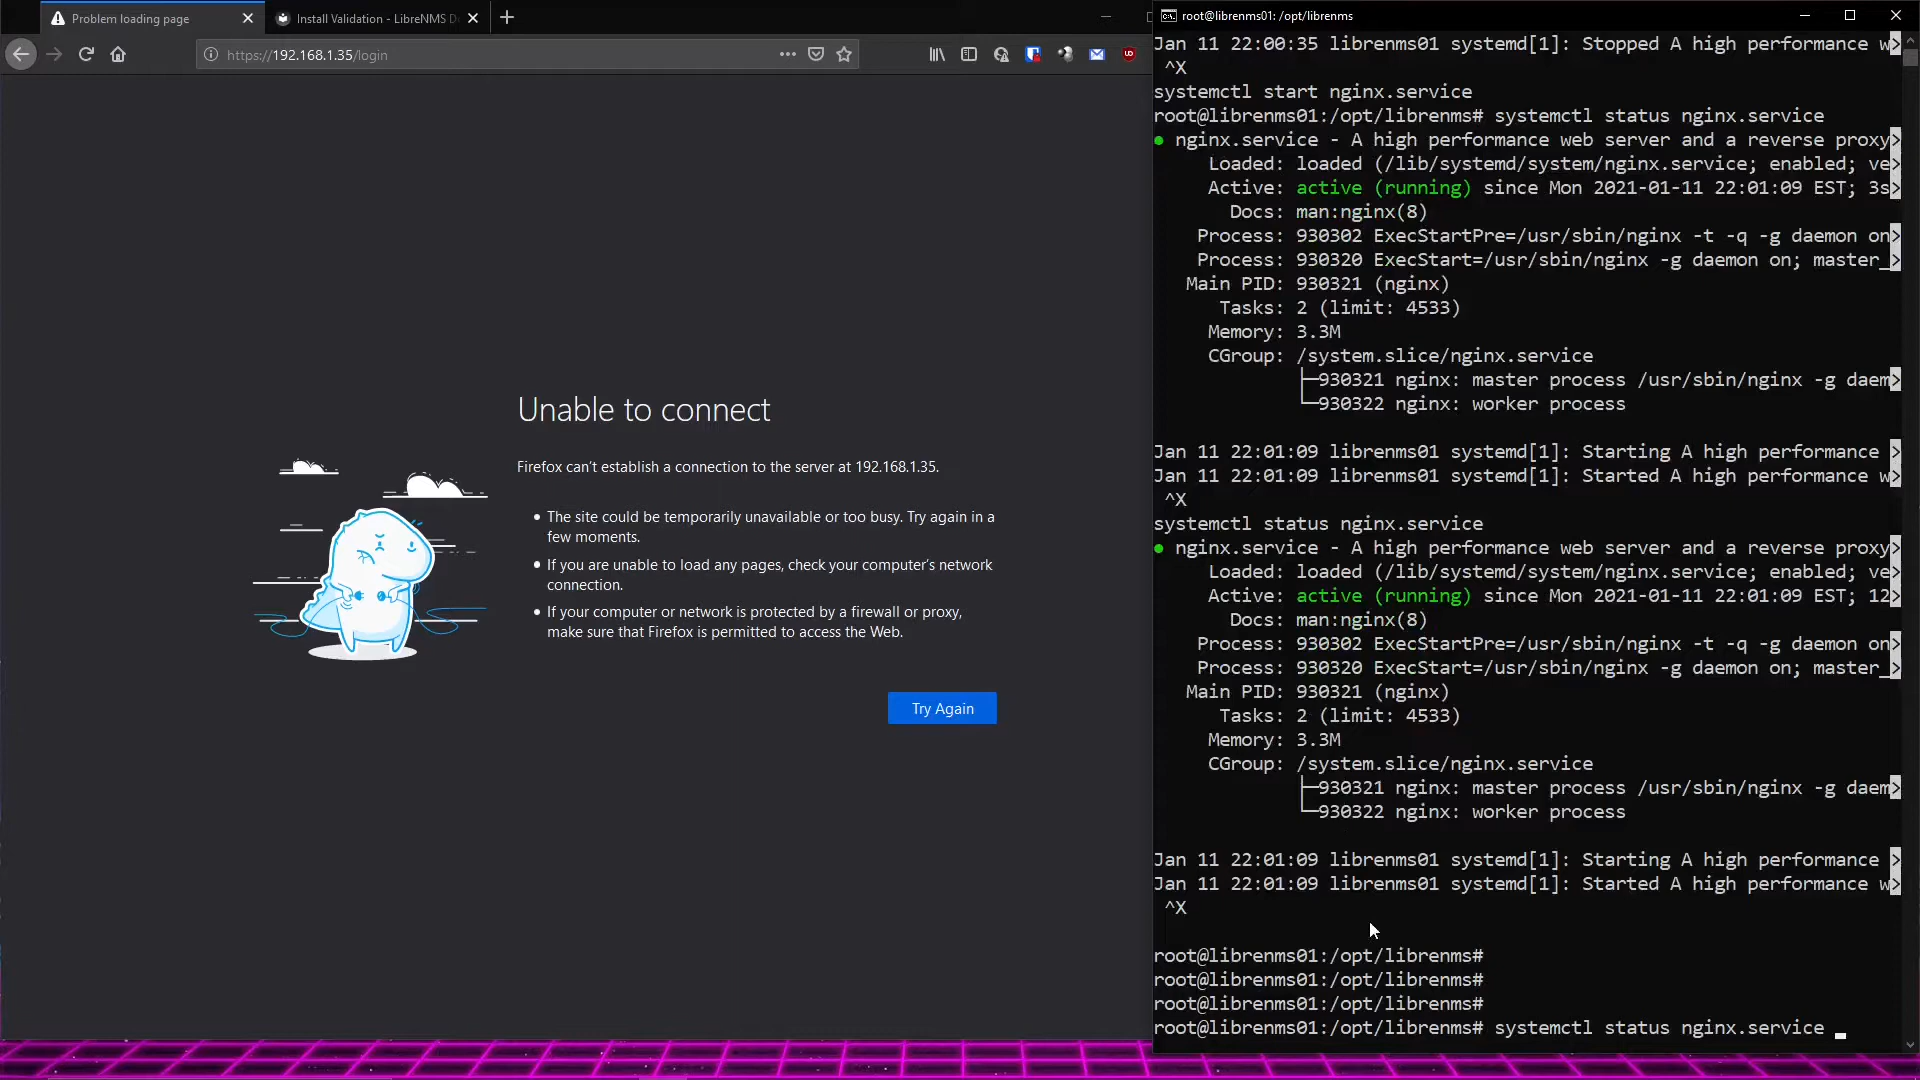 Problem loading page
Install Validation - LibreNMS D
https://192.168.1.35/login
Unable to connect
Firefox can’t establish a connection to the server at 192.168.1.35.
The site could be temporarily unavailable or too busy. Try again in a
few moments.
If you are unable to load any pages, check your computer’s network
connection.
If your computer or network is protected by a firewall or proxy,
make sure that Firefox is permitted to access the Web.
Try Again
root@librenms01: /opt/librenms
Jan 11 22:00:35 librenms01 systemd[1]: Stopped A high performance w>
^X
systemctl start nginx.service
root@librenms01:/opt/librenms# systemctl status nginx.service
● nginx.service - A high performance web server and a reverse proxy>
Loaded: loaded (/lib/systemd/system/nginx.service; enabled; ve>
Active: active (running) since Mon 2021-01-11 22:01:09 EST; 3s>
Docs: man:nginx(8)
Process: 930302 ExecStartPre=/usr/sbin/nginx -t -q -g daemon on>
Process: 930320 ExecStart=/usr/sbin/nginx -g daemon on; master_>
Main PID: 930321 (nginx)
Tasks: 2 (limit: 4533)
Memory: 3.3M
CGroup: /system.slice/nginx.service
├─930321 nginx: master process /usr/sbin/nginx -g daem>
└─930322 nginx: worker process
Jan 11 22:01:09 librenms01 systemd[1]: Starting A high performance >
Jan 11 22:01:09 librenms01 systemd[1]: Started A high performance w>
^X
systemctl status nginx.service
● nginx.service - A high performance web server and a reverse proxy>
Loaded: loaded (/lib/systemd/system/nginx.service; enabled; ve>
Active: active (running) since Mon 2021-01-11 22:01:09 EST; 12>
Docs: man:nginx(8)
Process: 930302 ExecStartPre=/usr/sbin/nginx -t -q -g daemon on>
Process: 930320 ExecStart=/usr/sbin/nginx -g daemon on; master_>
Main PID: 930321 (nginx)
Tasks: 2 (limit: 4533)
Memory: 3.3M
CGroup: /system.slice/nginx.service
├─930321 nginx: master process /usr/sbin/nginx -g daem>
└─930322 nginx: worker process
Jan 11 22:01:09 librenms01 systemd[1]: Starting A high performance >
Jan 11 22:01:09 librenms01 systemd[1]: Started A high performance w>
^X
root@librenms01:/opt/librenms#
root@librenms01:/opt/librenms#
root@librenms01:/opt/librenms#
root@librenms01:/opt/librenms# systemctl status nginx.service